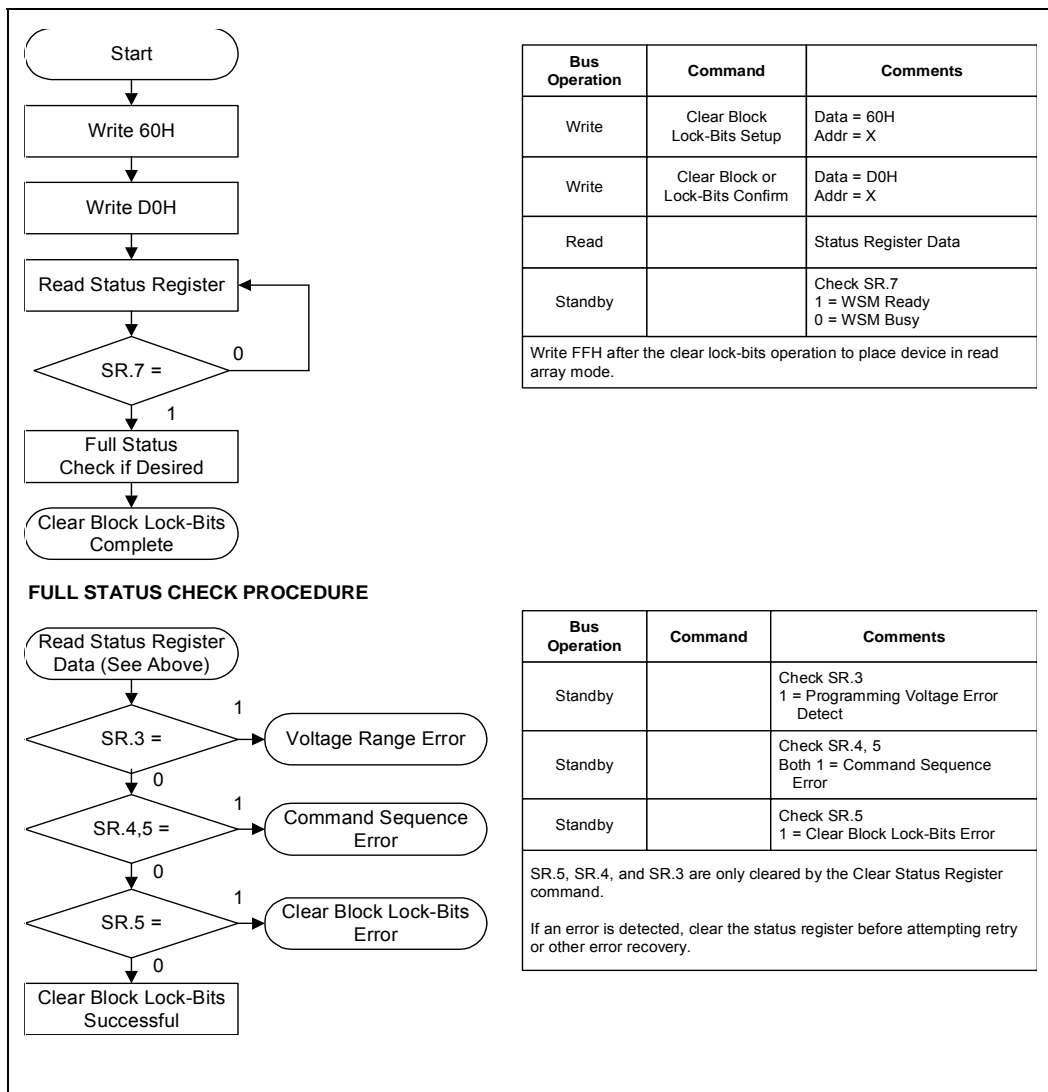 Start
Write 60H
Write D0H
Read Status Register
SR.7 =
0
1
Full Status
Check if Desired
Clear Block Lock-Bits
Complete
Bus
Operation
Command
Comments
Write
Clear Block
Lock-Bits Setup
Data = 60H
Addr = X
Write
Clear Block or
Lock-Bits Confirm
Data = D0H
Addr = X
Read
Status Register Data
Standby
Check SR.7
1 = WSM Ready
0 = WSM Busy
Write FFH after the clear lock-bits operation to place device in read
array mode.
FULL STATUS CHECK PROCEDURE
Read Status Register
Data (See Above)
SR.3 =
1
Voltage Range Error
0
SR.4,5 =
1
Command Sequence
Error
0
SR.5 =
1
Clear Block Lock-Bits
Error
0
Clear Block Lock-Bits
Successful
Bus
Operation
Command
Comments
Standby
Check SR.3
1 = Programming Voltage Error
Detect
Standby
Check SR.4, 5
Both 1 = Command Sequence
Error
Standby
Check SR.5
1 = Clear Block Lock-Bits Error
SR.5, SR.4, and SR.3 are only cleared by the Clear Status Register
command.
If an error is detected, clear the status register before attempting retry
or other error recovery.